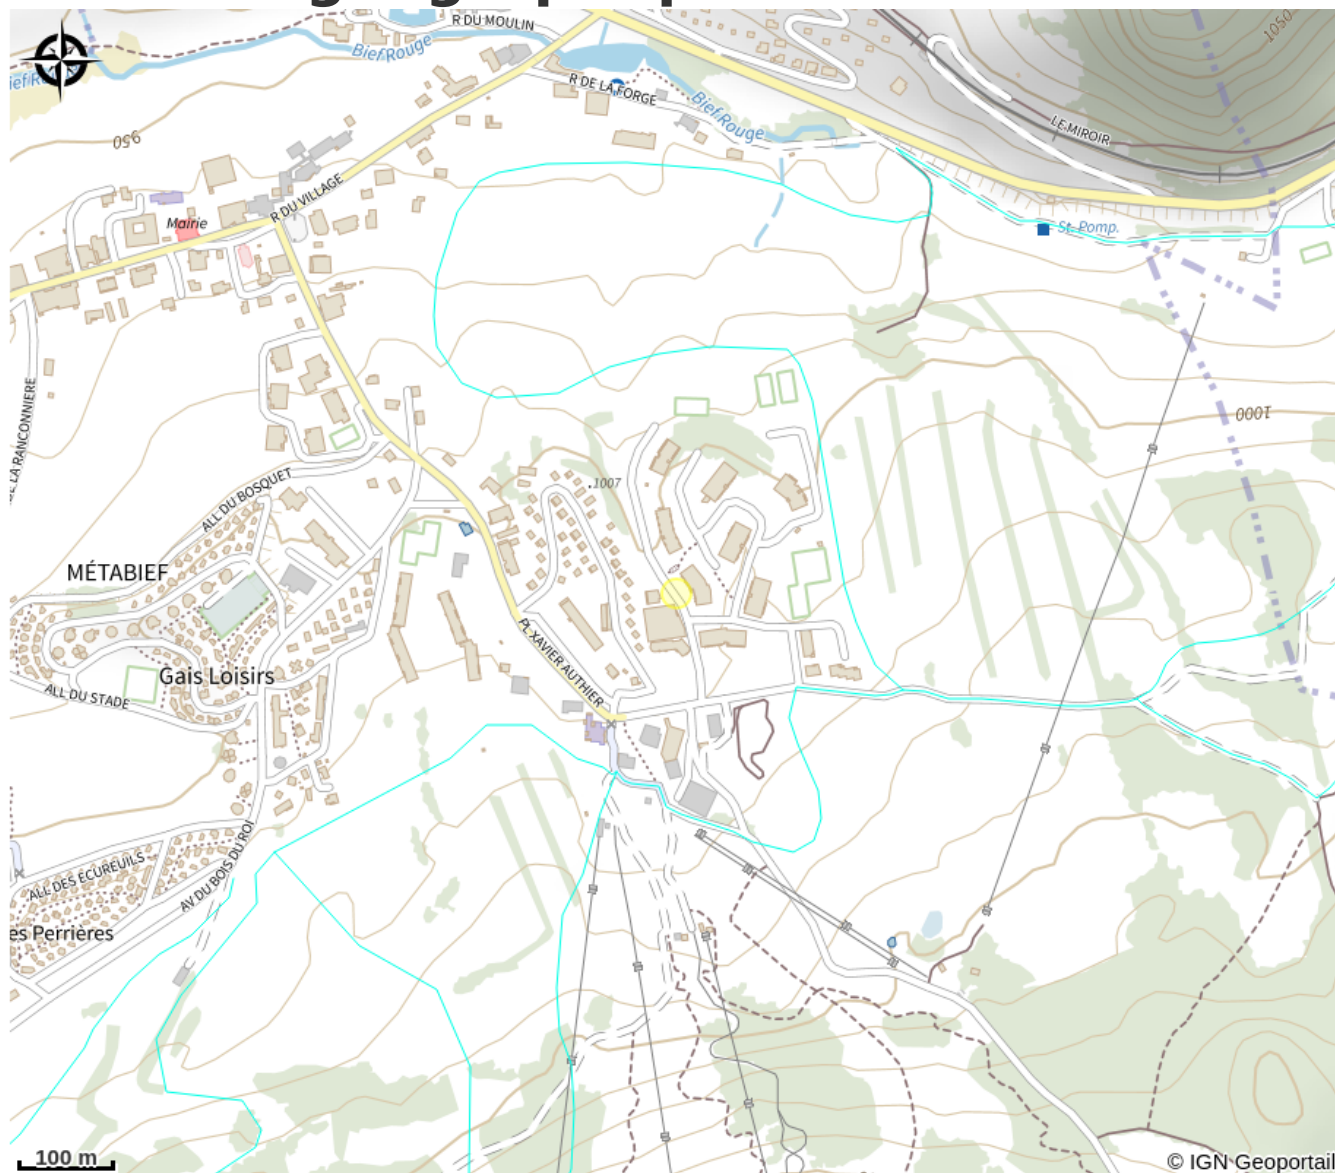 R DU MOULIN
Bief Rouge
R DE LA FORGE
Bief Rouge
LE MIROIR
1050
950
R DU VILLAGE
Mairie
St. Pomp.
1000
1007
ALL DU BOSQUET
MÉTABIEF
PL XAVIER AUTHIER
Gais Loisirs
ALL DU STADE
ALL DES ECUREUILS
AV DU BOIS DU ROI
es Perrières
100 m
© IGN Geoportail